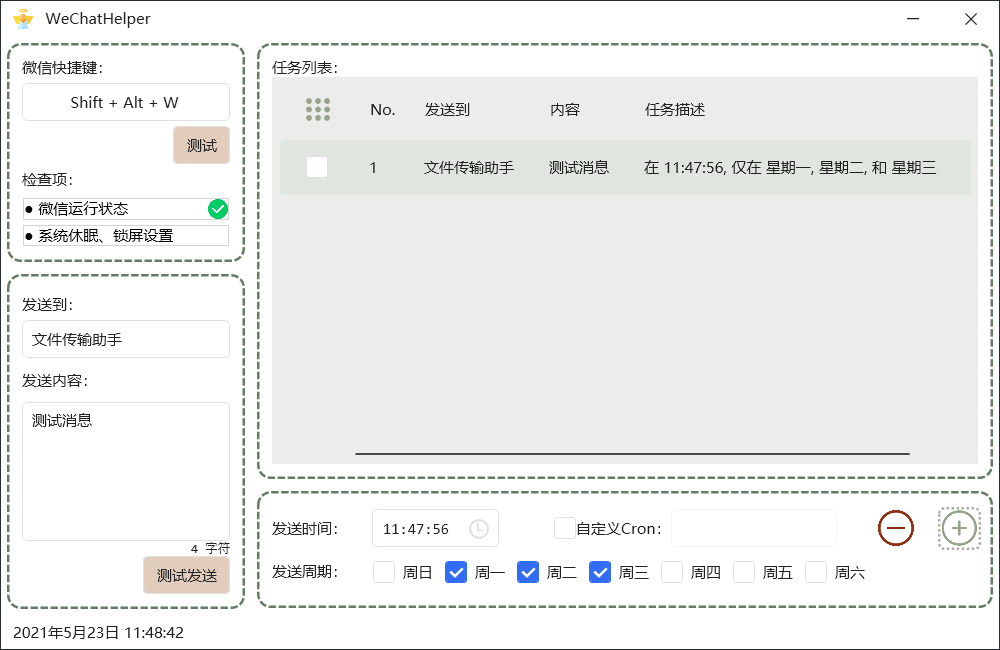 WeChatHelper
微信快捷键：
Shift + Alt + W
测试
检查项：
● 微信运行状态
● 系统休眠、锁屏设置
发送到：
文件传输助手
发送内容：
测试消息
4 字符
测试发送
任务列表：
No. 发送到 内容 任务描述
1 文件传输助手 测试消息 在 11:47:56, 仅在 星期一, 星期二, 和 星期三
发送时间： 11:47:56 自定义Cron：
发送周期： 周日 周一 周二 周三 周四 周五 周六
2021年5月23日 11:48:42